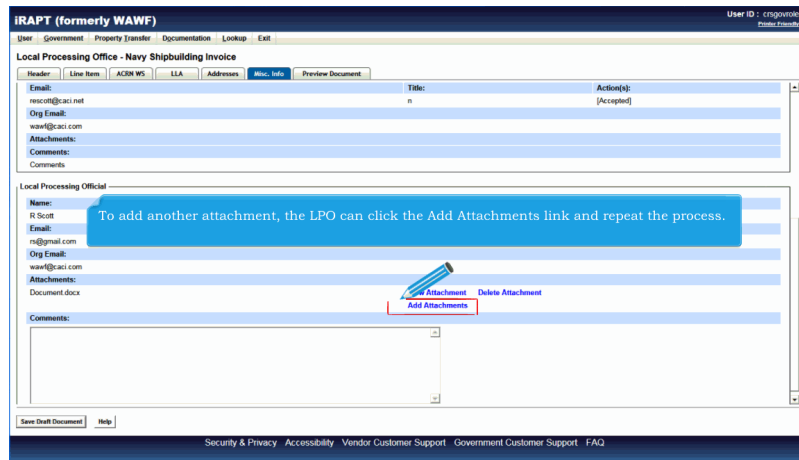 iRAPT (formerly WAWF)
User ID : crsgovrole
Printer Friendly
User Government Property Transfer Documentation Lookup Exit
Local Processing Office - Navy Shipbuilding Invoice
Header Line Item ACRN WS LLA Addresses Misc. Info Preview Document
Email: Title: Action(s):
rescott@caci.net n [Accepted]
Org Email:
wawf@caci.com
Attachments:
Comments:
Comments
Local Processing Official
Name:
R Scott
To add another attachment, the LPO can click the Add Attachments link and repeat the process.
Email:
rs@gmail.com
Org Email:
wawf@caci.com
Attachments:
Document.docx Attachment Delete Attachment
Add Attachments
Comments:
Save Draft Document Help
Security & Privacy Accessibility Vendor Customer Support Government Customer Support FAQ